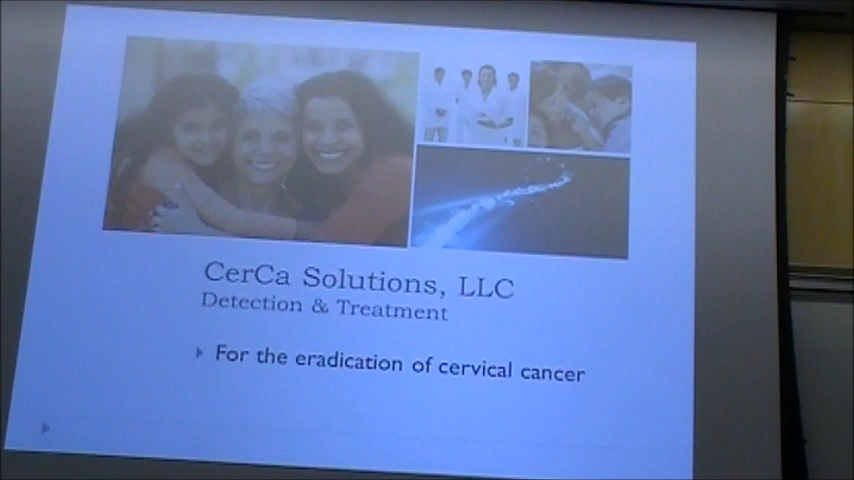 CerCa Solutions, LLC
Detection & Treatment
For the eradication of cervical cancer